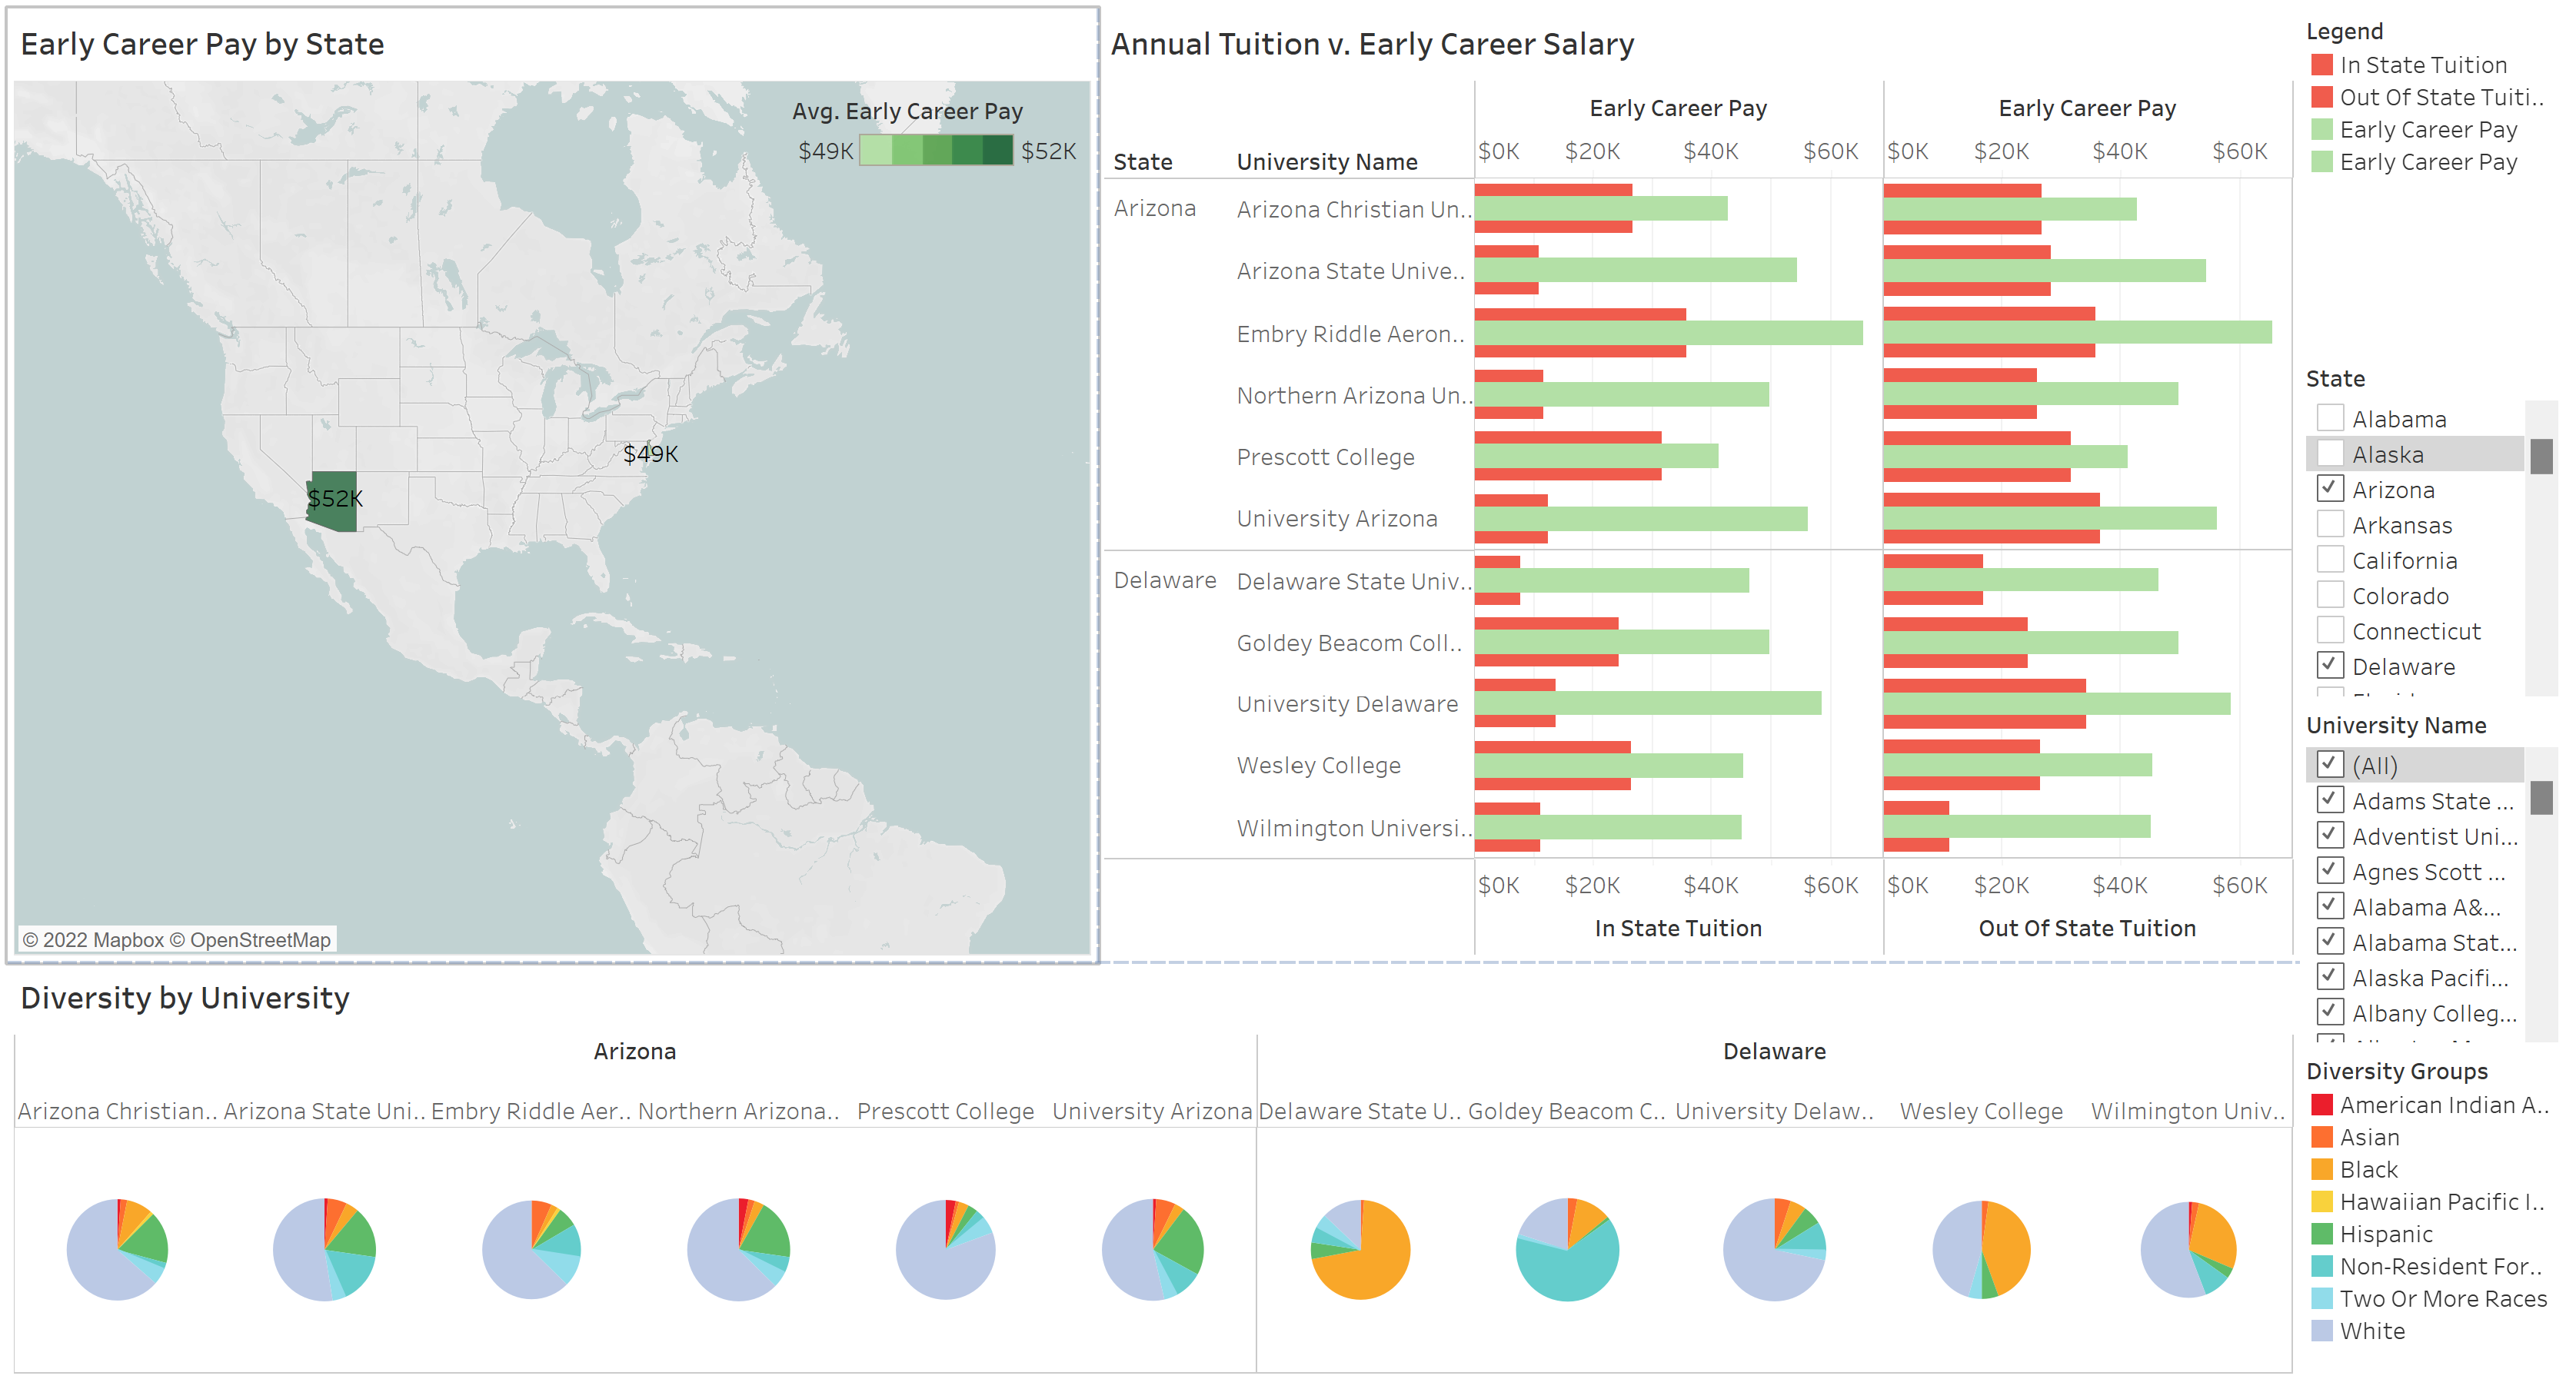 Early Career Pay by State
Avg. Early Career Pay
$49K $52K
$49K
$52K
© 2022 Mapbox © OpenStreetMap
Annual Tuition v. Early Career Salary
Early Career Pay Early Career Pay
$0K $20K $40K $60K $0K $20K $40K $60K
State University Name
Arizona Arizona Christian Un..
Arizona State Unive..
Embry Riddle Aeron..
Northern Arizona Un..
Prescott College
University Arizona
Delaware Delaware State Univ..
Goldey Beacom Coll..
University Delaware
Wesley College
Wilmington Universi..
$0K $20K $40K $60K $0K $20K $40K $60K
In State Tuition Out Of State Tuition
Legend
In State Tuition
Out Of State Tuiti..
Early Career Pay
Early Career Pay
State
Alabama
Alaska
Arizona
Arkansas
California
Colorado
Connecticut
Delaware
University Name
(All)
Adams State ...
Adventist Uni...
Agnes Scott ...
Alabama A&...
Alabama Stat...
Alaska Pacifi...
Albany Colleg...
Diversity Groups
American Indian A..
Asian
Black
Hawaiian Pacific I..
Hispanic
Non-Resident For..
Two Or More Races
White
Diversity by University
Arizona Delaware
Arizona Christian.. Arizona State Uni.. Embry Riddle Aer.. Northern Arizona.. Prescott College University Arizona Delaware State U.. Goldey Beacom C.. University Delaw.. Wesley College Wilmington Univ..